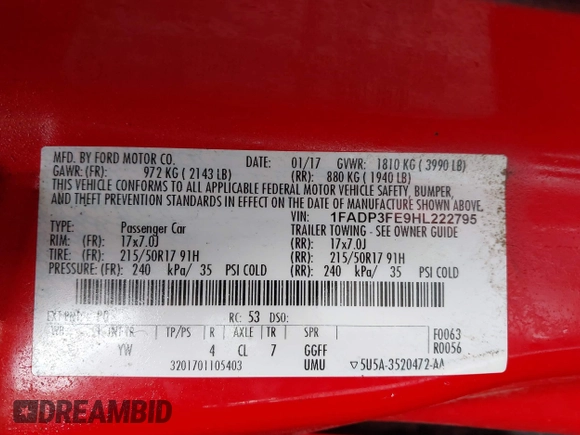 MFD. BY FORD MOTOR CO. DATE: 01/17 GVWR: 1810 KG ( 3990 LB)
GAWR: (FR): 972 KG ( 2143 LB) (RR): 880 KG ( 1940 LB)
THIS VEHICLE CONFORMS TO ALL APPLICABLE FEDERAL MOTOR VEHICLE SAFETY, BUMPER,
AND THEFT PREVENTION STANDARDS IN EFFECT ON THE DATE OF MANUFACTURE SHOWN ABOVE.
VIN: 1FADP3FE9HL222795
TYPE: Passenger Car TRAILER TOWING - SEE OWNER GUIDE
RIM: (FR): 17x7.0J (RR): 17x7.0J
TIRE: (FR): 215/50R17 91H (RR): 215/50R17 91H
PRESSURE: (FR): 240 kPa/ 35 PSI COLD (RR): 240 kPa/ 35 PSI COLD
RC: 53 DSO:
WB INT TR TP/PS R AXLE TR SPR F0063
YW 4 CL 7 GGFF R0056
3201701105403 UMU ▽5U5A-3520472-AA
DREAMBID